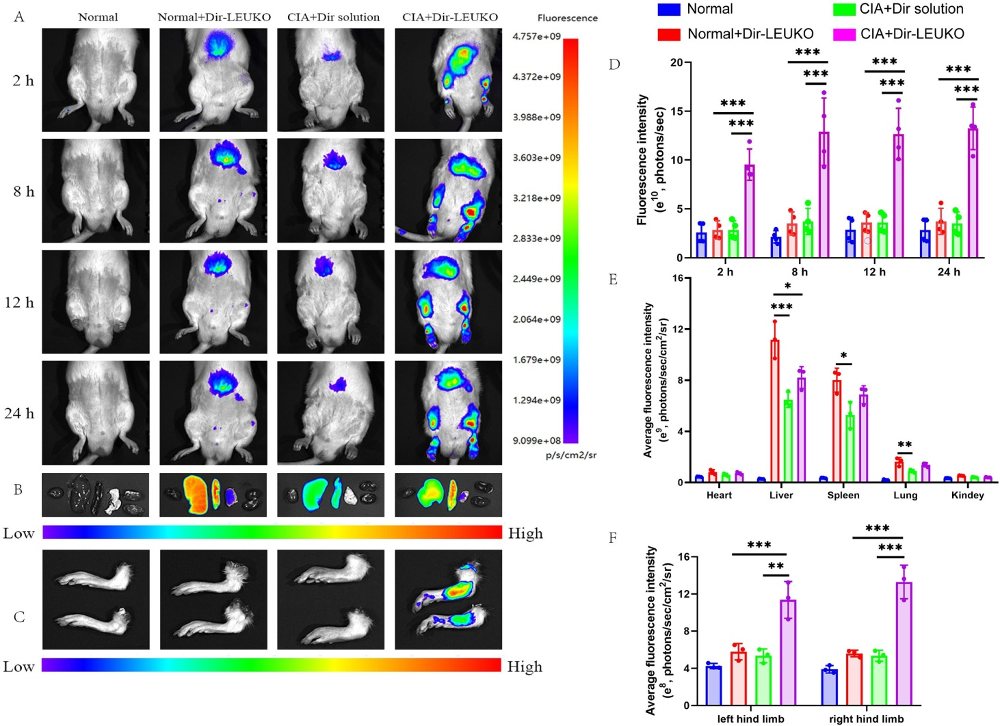 A
Normal
Normal+Dir-LEUKO
CIA+Dir solution
CIA+Dir-LEUKO
Fluorescence
2 h
8 h
12 h
24 h
4.757e+09
4.372e+09
3.988e+09
3.603e+09
3.218e+09
2.833e+09
2.449e+09
2.064e+09
1.679e+09
1.294e+09
9.099e+08
p/s/cm2/sr
B
Low
High
C
Low
High
Normal
CIA+Dir solution
Normal+Dir-LEUKO
CIA+Dir-LEUKO
D
Fluorescence intensity
(e10, photons/sec)
20
15
10
5
0
***
***
***
***
***
***
***
***
2 h
8 h
12 h
24 h
E
Average fluorescence intensity
(e9, photons/sec/cm2/sr)
16
12
8
4
0
*
***
*
**
Heart
Liver
Spleen
Lung
Kindey
F
Average fluorescence intensity
(e8, photons/sec/cm2/sr)
16
12
8
4
0
***
**
***
***
left hind limb
right hind limb